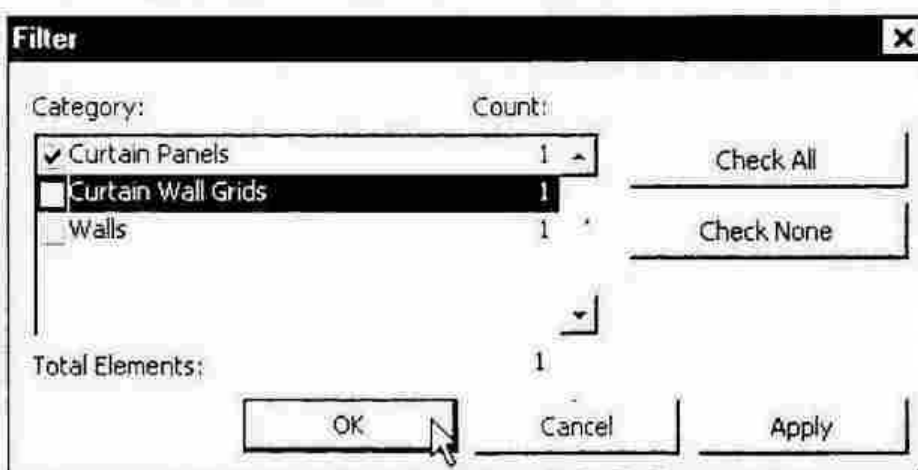 Filter
Category: Count:
Curtain Panels 1
Curtain Wall Grids 1
Walls 1
Check All
Check None
Total Elements: 1
OK Cancel Apply